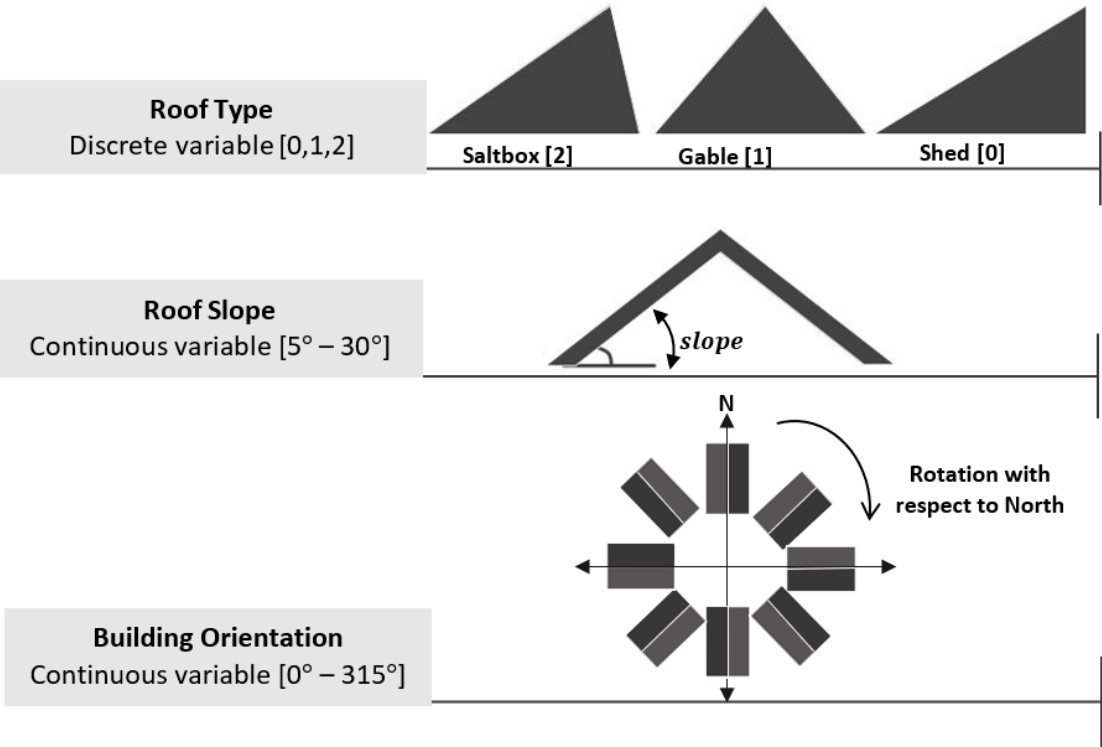 Roof Type
Discrete variable [0,1,2]
Saltbox [2]
Gable [1]
Shed [0]
Roof Slope
Continuous variable [5° – 30°]
slope
N
Rotation with
respect to North
Building Orientation
Continuous variable [0° – 315°]